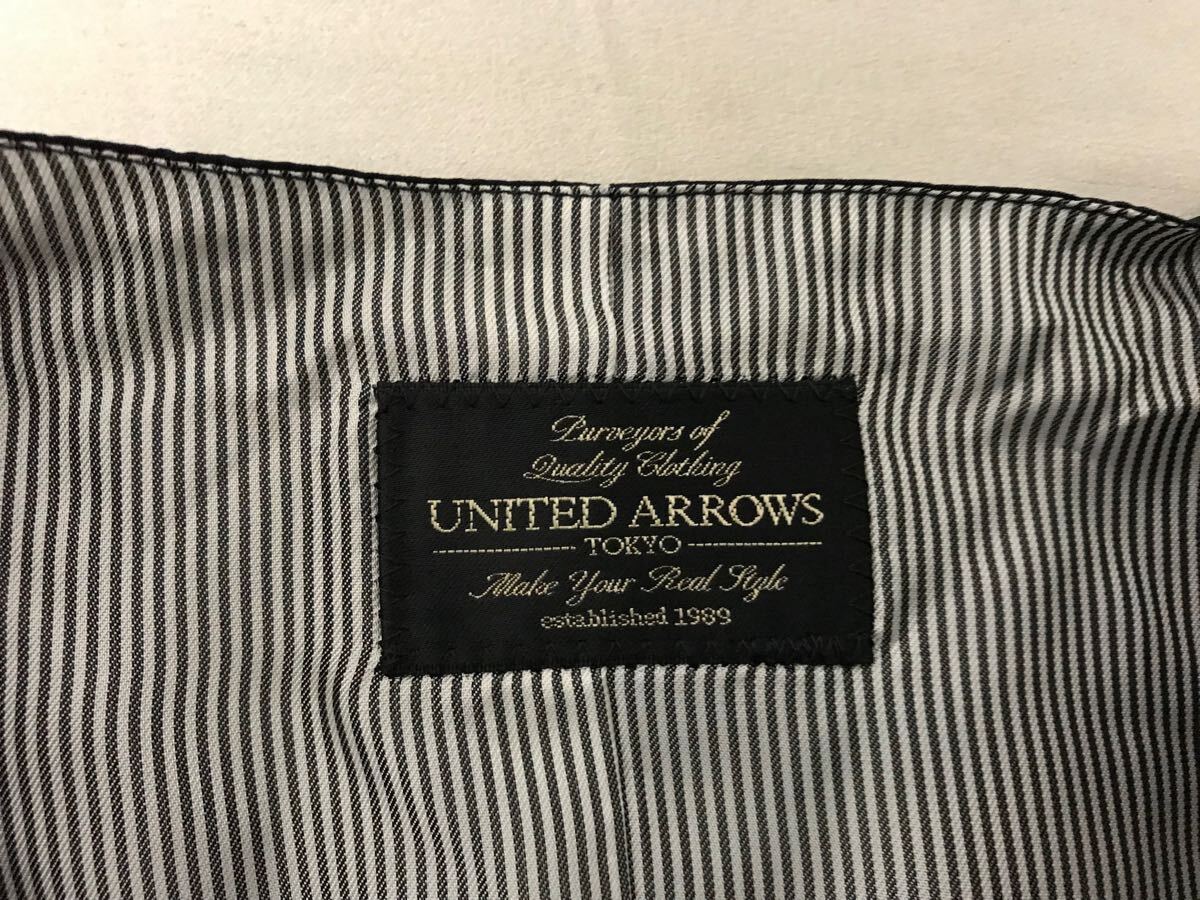 Purveyors of
Quality Clothing
UNITED ARROWS
TOKYO
Make Your Real Style
established 1989